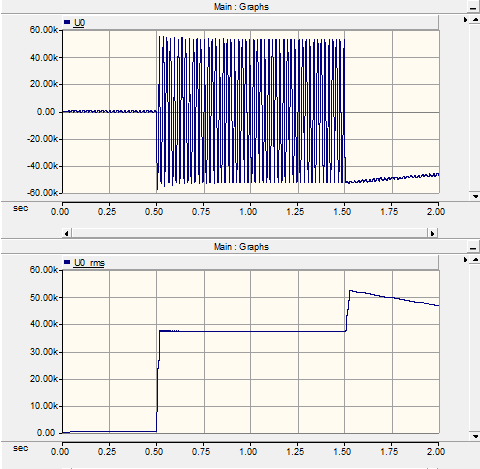 Main : Graphs
U0
60.00k
40.00k
20.00k
0.00
-20.00k
-40.00k
-60.00k
sec 0.00 0.25 0.50 0.75 1.00 1.25 1.50 1.75 2.00
Main : Graphs
U0_rms
60.00k
50.00k
40.00k
30.00k
20.00k
10.00k
0.00
sec 0.00 0.25 0.50 0.75 1.00 1.25 1.50 1.75 2.00